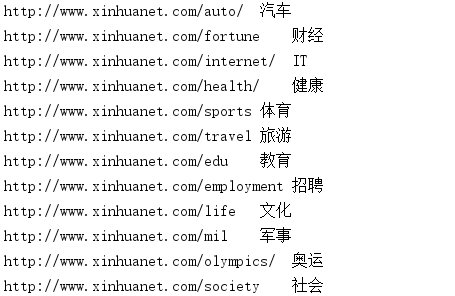 http://www.xinhuanet.com/auto/ 汽车
http://www.xinhuanet.com/fortune 财经
http://www.xinhuanet.com/internet/ IT
http://www.xinhuanet.com/health/ 健康
http://www.xinhuanet.com/sports 体育
http://www.xinhuanet.com/travel 旅游
http://www.xinhuanet.com/edu 教育
http://www.xinhuanet.com/employment 招聘
http://www.xinhuanet.com/life 文化
http://www.xinhuanet.com/mil 军事
http://www.xinhuanet.com/olympics/ 奥运
http://www.xinhuanet.com/society 社会